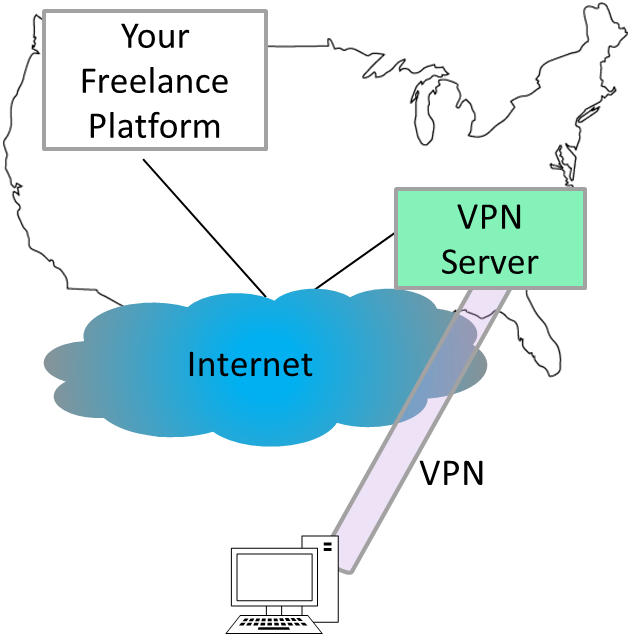 Your
Freelance
Platform
VPN
Server
Internet
VPN